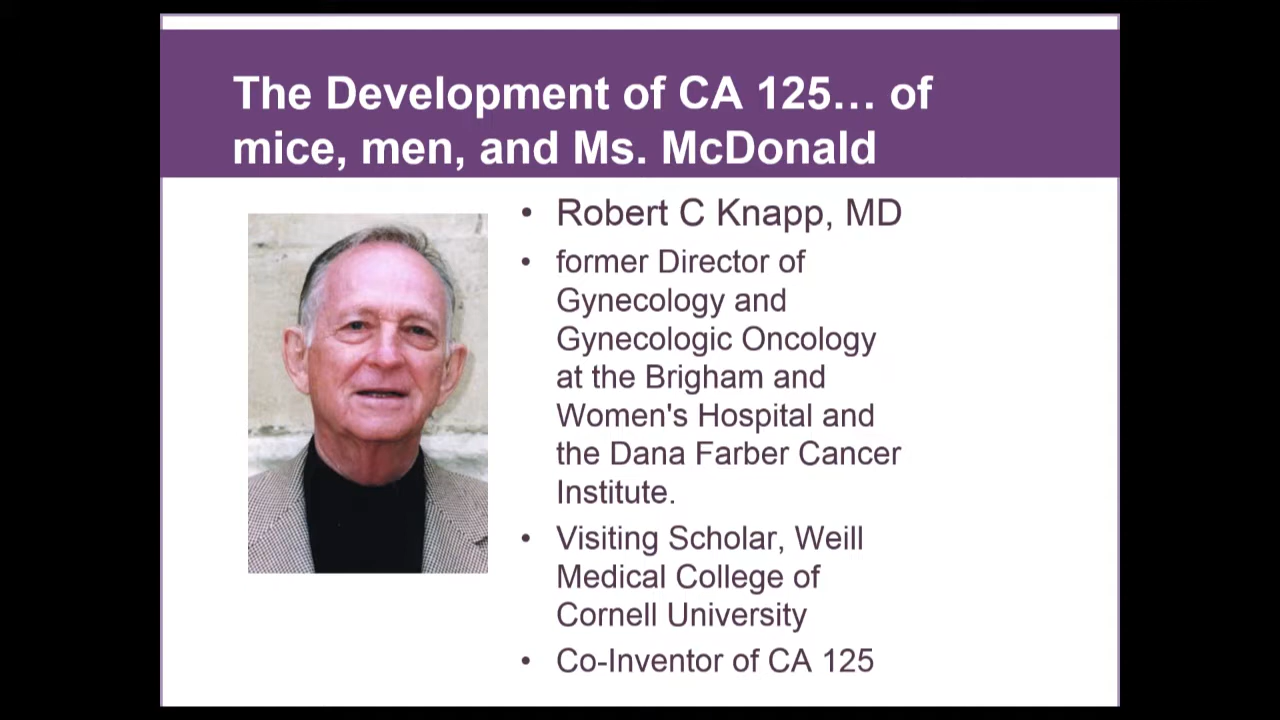 The Development of CA 125... of
mice, men, and Ms. McDonald
• Robert C Knapp, MD
• former Director of
Gynecology and
Gynecologic Oncology
at the Brigham and
Women's Hospital and
the Dana Farber Cancer
Institute.
• Visiting Scholar, Weill
Medical College of
Cornell University
• Co-Inventor of CA 125